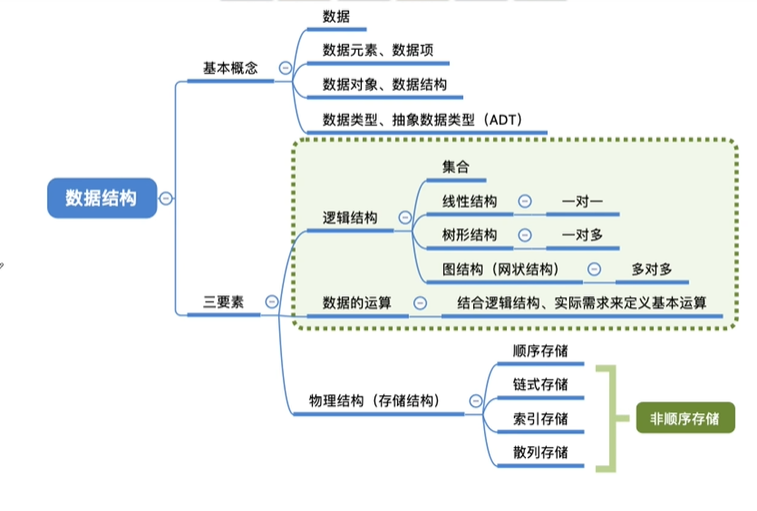 数据
数据元素、数据项
基本概念
数据对象、数据结构
数据类型、抽象数据类型（ADT）
数据结构
集合
线性结构
一对一
逻辑结构
树形结构
一对多
图结构（网状结构）
多对多
三要素
数据的运算
结合逻辑结构、实际需求来定义基本运算
顺序存储
链式存储
物理结构（存储结构）
索引存储
非顺序存储
散列存储